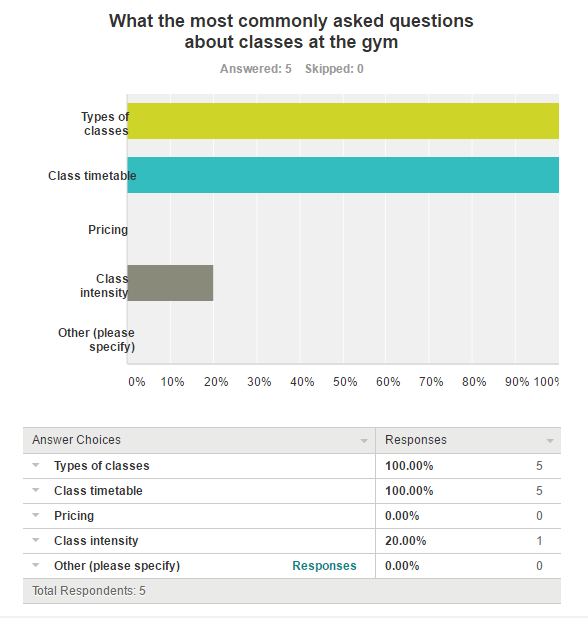 What the most commonly asked questions
about classes at the gym
Answered: 5 Skipped: 0
Types of
classes
Class timetable
Pricing
Class
intensity
Other (please
specify)
0% 10% 20% 30% 40% 50% 60% 70% 80% 90% 100%
Answer Choices Responses
Types of classes 100.00% 5
Class timetable 100.00% 5
Pricing 0.00% 0
Class intensity 20.00% 1
Other (please specify) Responses 0.00% 0
Total Respondents: 5